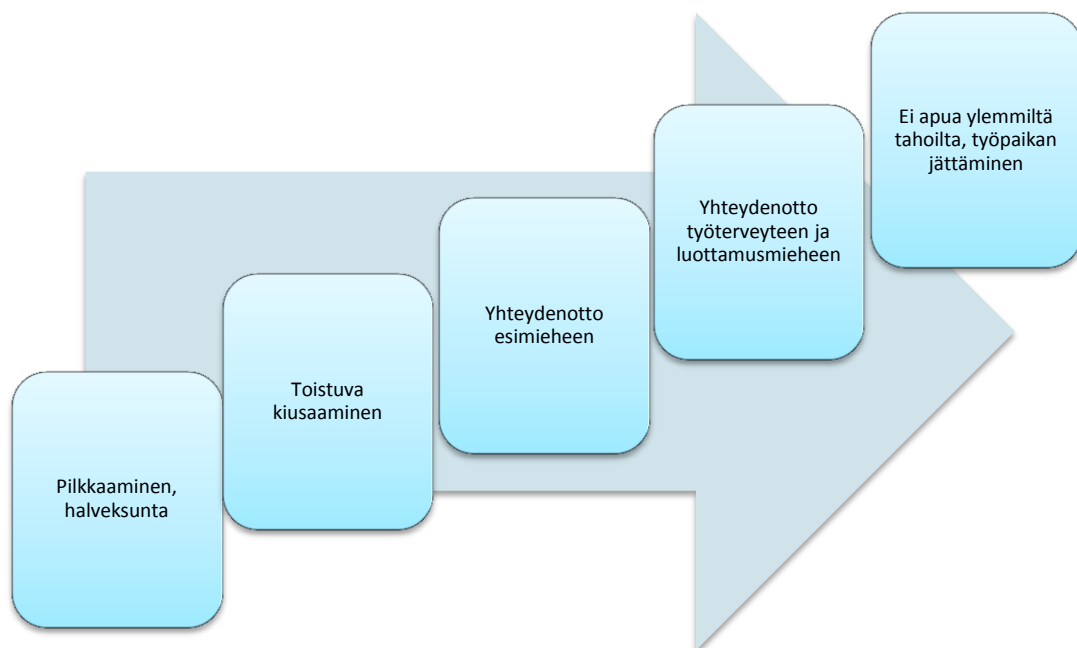 Pilkkaaminen,
halveksunta
Toistuva
kiusaaminen
Yhteydenotto
esimieheen
Yhteydenotto
työterveyteen ja
luottamusmieheen
Ei apua ylemmiltä
tahoilta, työpaikan
jättäminen